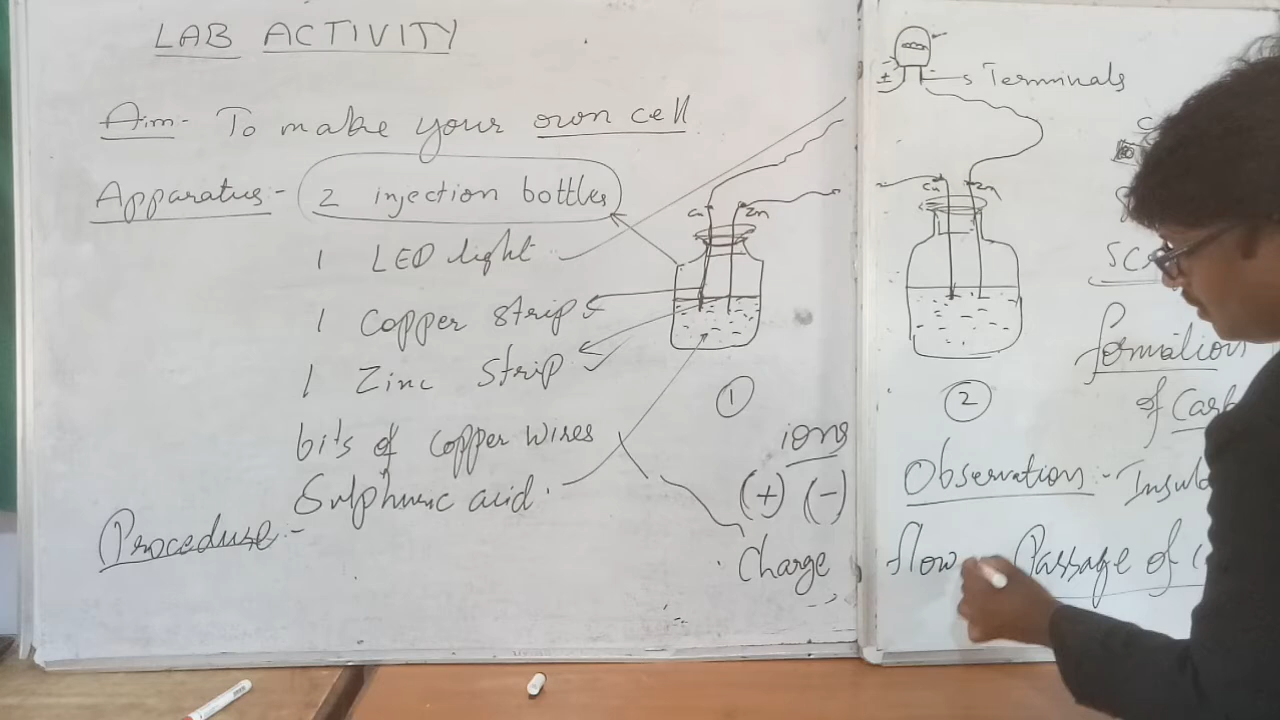 LAB ACTIVITY
Aim- To make your own cell
Apparatus:- 2 injection bottles
1 LED light
1 Copper Strip
1 Zinc Strip
bits of copper wires
Sulphuric acid.
Procedure:-
Cu Zn
1
ions
(+) (-)
Charge
±
Terminals
Cu Zn
2
formation
of
Observation:-
flow Passage of